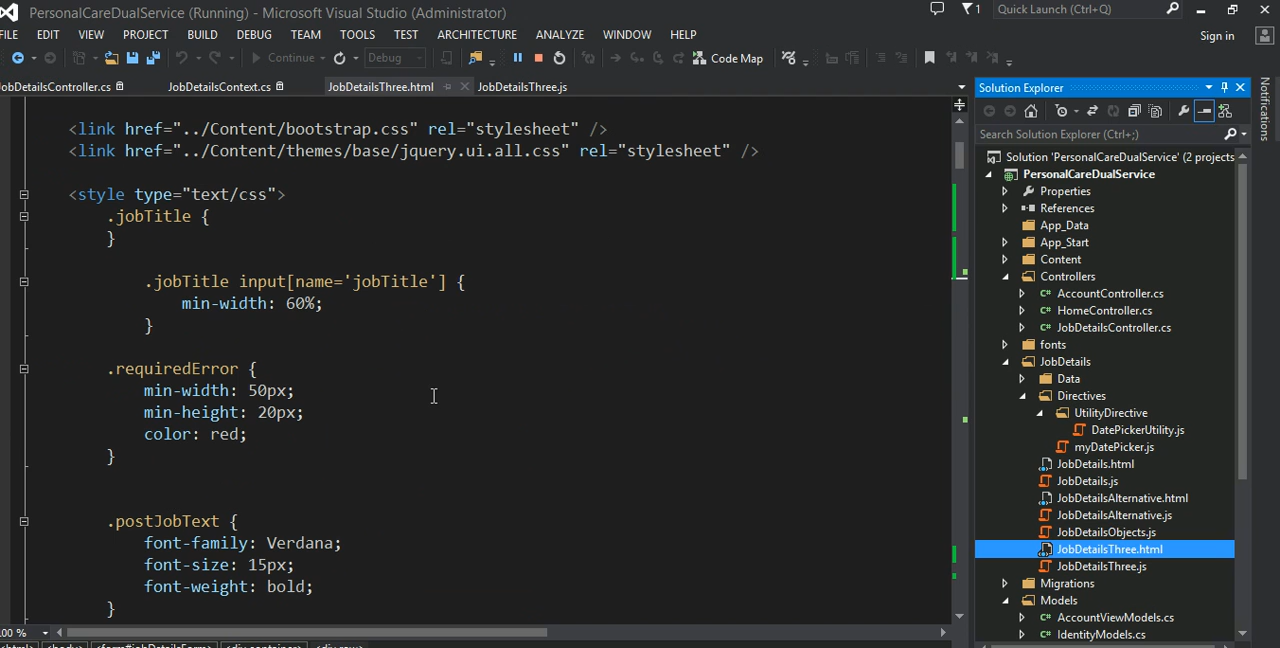 PersonalCareDualService (Running) - Microsoft Visual Studio (Administrator)
1
Quick Launch (Ctrl+Q)
FILE EDIT VIEW PROJECT BUILD DEBUG TEAM TOOLS TEST ARCHITECTURE ANALYZE WINDOW HELP
Sign in
Continue
Debug
Code Map
JobDetailsController.cs
JobDetailsContext.cs
JobDetailsThree.html
JobDetailsThree.js
<link href="../Content/bootstrap.css" rel="stylesheet" />
<link href="../Content/themes/base/jquery.ui.all.css" rel="stylesheet" />
<style type="text/css">
.jobTitle {
}
.jobTitle input[name='jobTitle'] {
min-width: 60%;
}
.requiredError {
min-width: 50px;
min-height: 20px;
color: red;
}
.postJobText {
font-family: Verdana;
font-size: 15px;
font-weight: bold;
}
00 %
Solution Explorer
Search Solution Explorer (Ctrl+;)
Solution 'PersonalCareDualService' (2 projects
PersonalCareDualService
Properties
References
App_Data
App_Start
Content
Controllers
C# AccountController.cs
C# HomeController.cs
C# JobDetailsController.cs
fonts
JobDetails
Data
Directives
UtilityDirective
DatePickerUtility.js
myDatePicker.js
JobDetails.html
JobDetails.js
JobDetailsAlternative.html
JobDetailsAlternative.js
JobDetailsObjects.js
JobDetailsThree.html
JobDetailsThree.js
Migrations
Models
C# AccountViewModels.cs
C# IdentityModels.cs
Notifications